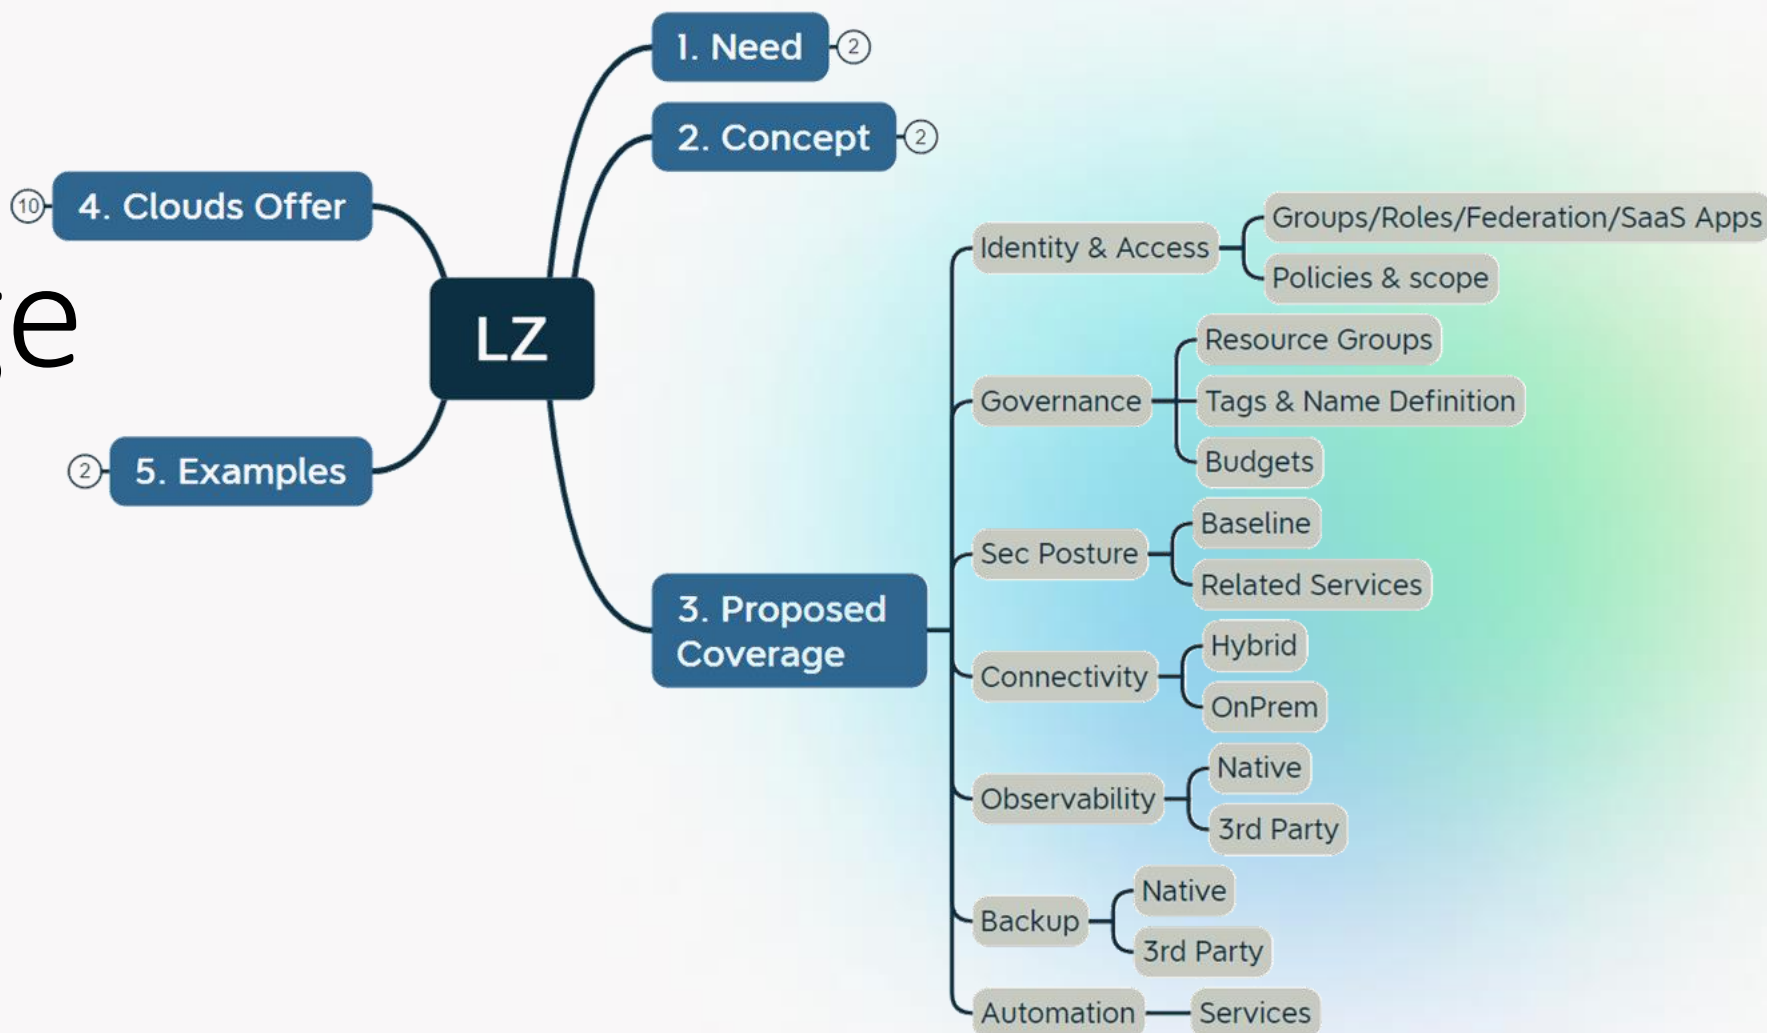 1. Need
2
2. Concept
2
10
4. Clouds Offer
LZ
2
5. Examples
3. Proposed
Coverage
Identity & Access
Groups/Roles/Federation/SaaS Apps
Policies & scope
Governance
Resource Groups
Tags & Name Definition
Budgets
Sec Posture
Baseline
Related Services
Connectivity
Hybrid
OnPrem
Observability
Native
3rd Party
Backup
Native
3rd Party
Automation
Services